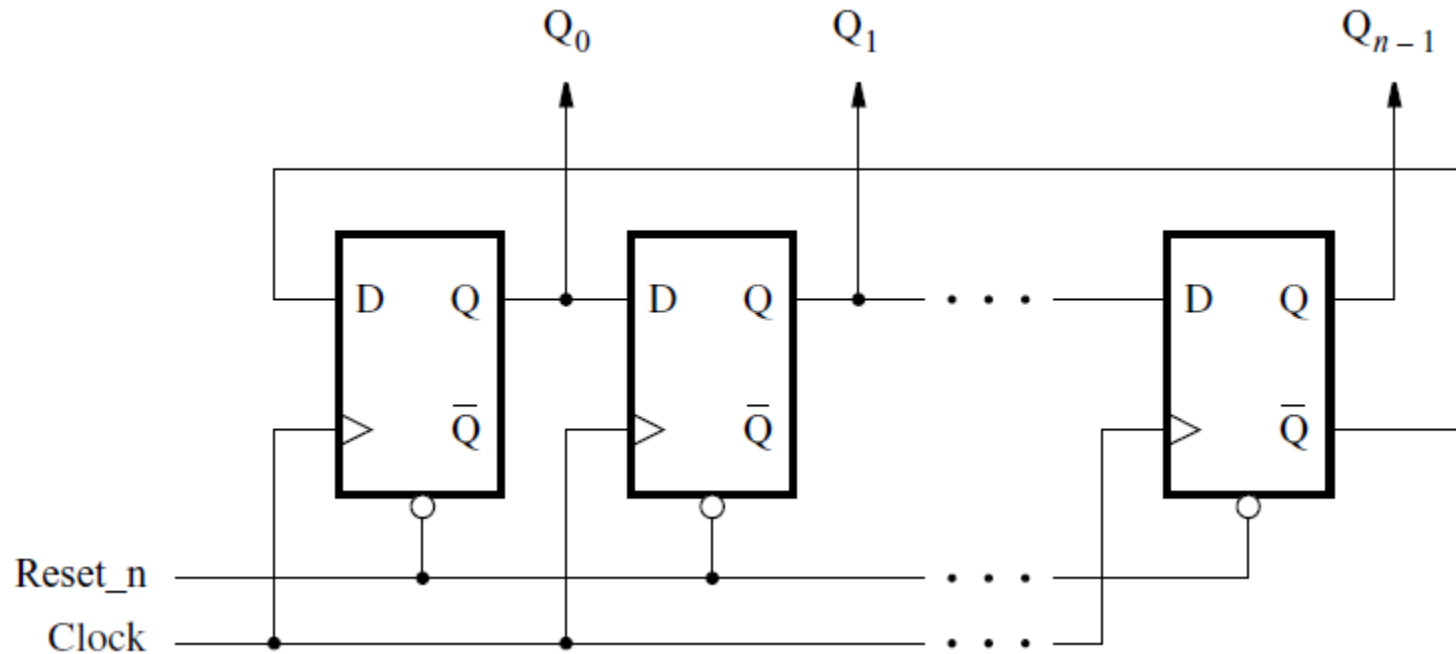 Q0 Q1 Qn – 1
D Q D Q D Q
Q̅ Q̅ Q̅
Reset_n
Clock